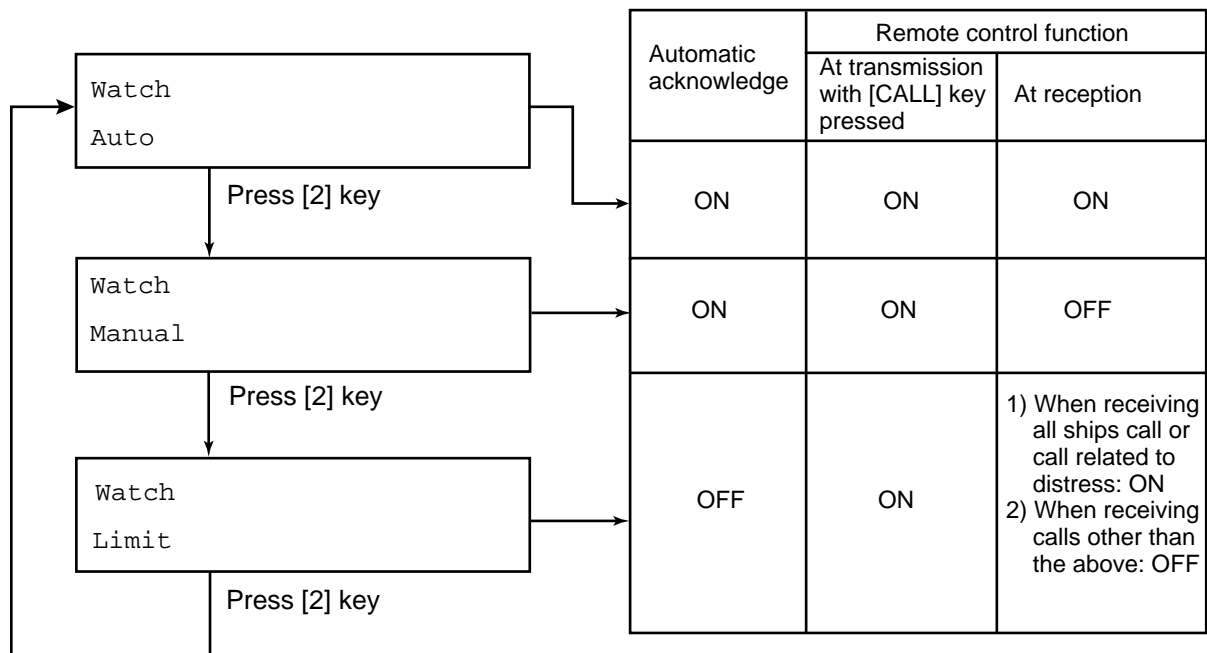 Automatic
acknowledge
Remote control function
At transmission
with [CALL] key
pressed
At reception
Watch
Auto
ON
ON
ON
Press [2] key
Watch
Manual
ON
ON
OFF
Press [2] key
Watch
Limit
OFF
ON
1) When receiving
all ships call or
call related to
distress: ON
2) When receiving
calls other than
the above: OFF
Press [2] key